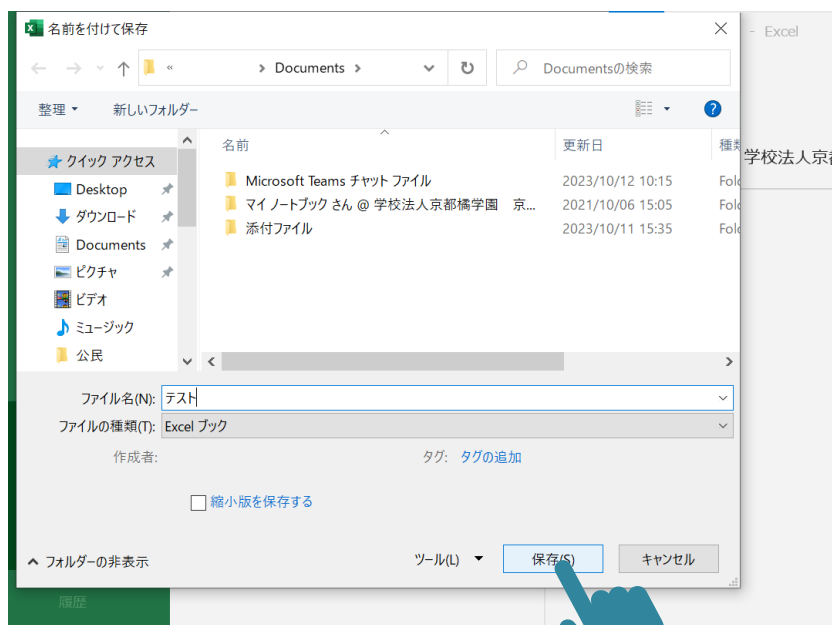 名前を付けて保存
- Excel
« > Documents >
Documentsの検索
整理
新しいフォルダー
?
名前
更新日
種類
クイック アクセス
Desktop
ダウンロード
Documents
ピクチャ
ビデオ
ミュージック
公民
Microsoft Teams チャット ファイル 2023/10/12 10:15 Fold
マイ ノートブック さん @ 学校法人京都橘学園 京... 2021/10/06 15:05 Fold
添付ファイル 2023/10/11 15:35 Fold
学校法人京都
ファイル名(N): テスト
ファイルの種類(T): Excel ブック
作成者:
タグ: タグの追加
縮小版を保存する
フォルダーの非表示
ツール(L)
保存(S)
キャンセル
履歴